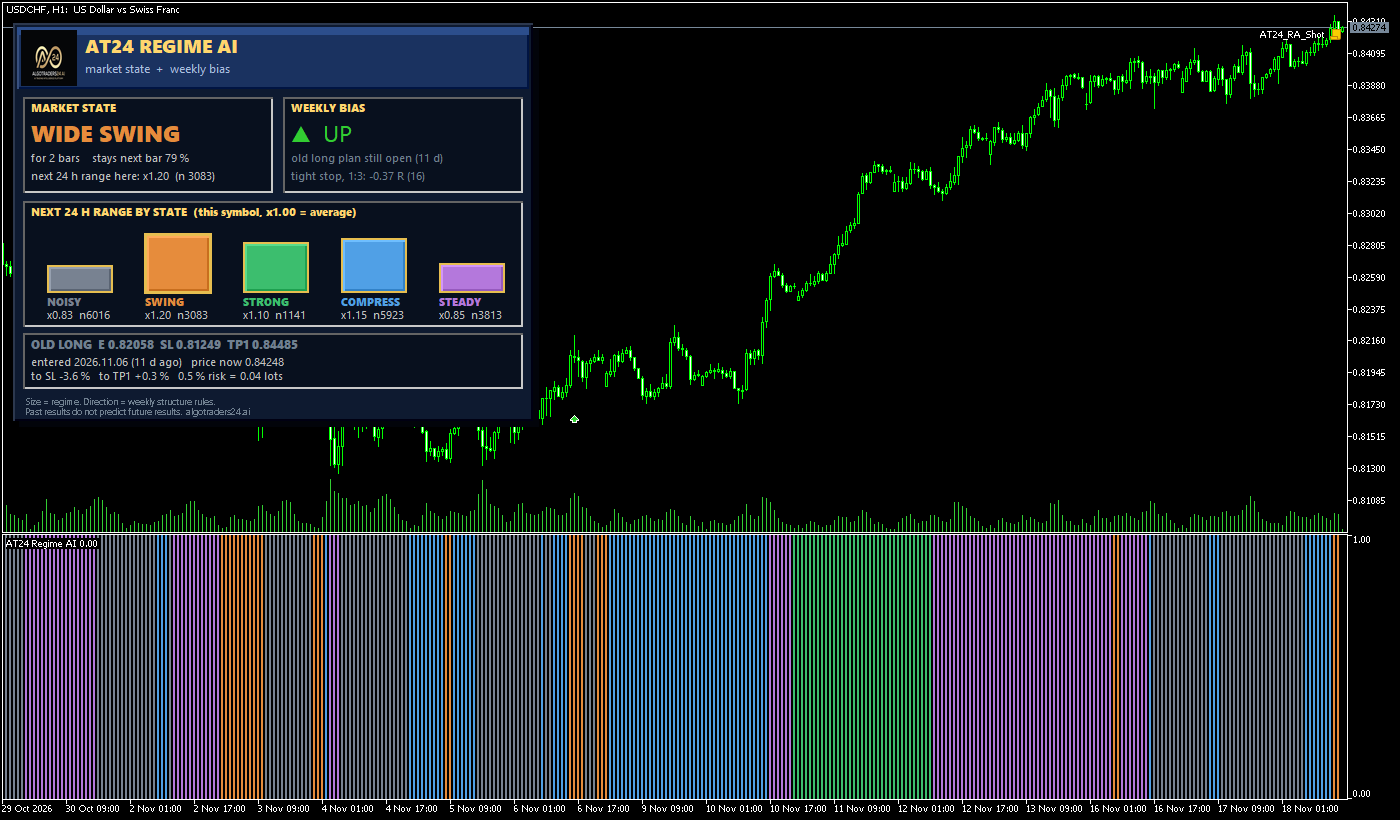 USDCHF, H1: US Dollar vs Swiss Franc
24
ALGOTRADERS24.AI
AT24 REGIME AI
market state + weekly bias
MARKET STATE
WIDE SWING
for 2 bars stays next bar 79 %
next 24 h range here: x1.20 (n 3083)
WEEKLY BIAS
▲ UP
old long plan still open (11 d)
tight stop, 1:3: -0.37 R (16)
NEXT 24 H RANGE BY STATE (this symbol, x1.00 = average)
NOISY SWING STRONG COMPRESS STEADY
x0.83 n6016 x1.20 n3083 x1.10 n1141 x1.15 n5923 x0.85 n3813
OLD LONG E 0.82058 SL 0.81249 TP1 0.84485
entered 2026.11.06 (11 d ago) price now 0.84248
to SL -3.6 % to TP1 +0.3 % 0.5 % risk = 0.04 lots
Size = regime. Direction = weekly structure rules.
Past results do not predict future results. algotraders24.ai
AT24_RA_Shot
0.84310
0.84274
0.84095
0.83880
0.83665
0.83450
0.83235
0.83020
0.82805
0.82590
0.82375
0.82160
0.81945
0.81730
0.81515
0.81300
0.81085
AT24 Regime AI 0.00
1.00
0.00
29 Oct 2026 30 Oct 09:00 2 Nov 01:00 2 Nov 17:00 3 Nov 09:00 4 Nov 01:00 4 Nov 17:00 5 Nov 09:00 6 Nov 01:00 6 Nov 17:00 9 Nov 09:00 10 Nov 01:00 10 Nov 17:00 11 Nov 09:00 12 Nov 01:00 12 Nov 17:00 13 Nov 09:00 16 Nov 01:00 16 Nov 17:00 17 Nov 09:00 18 Nov 01:00